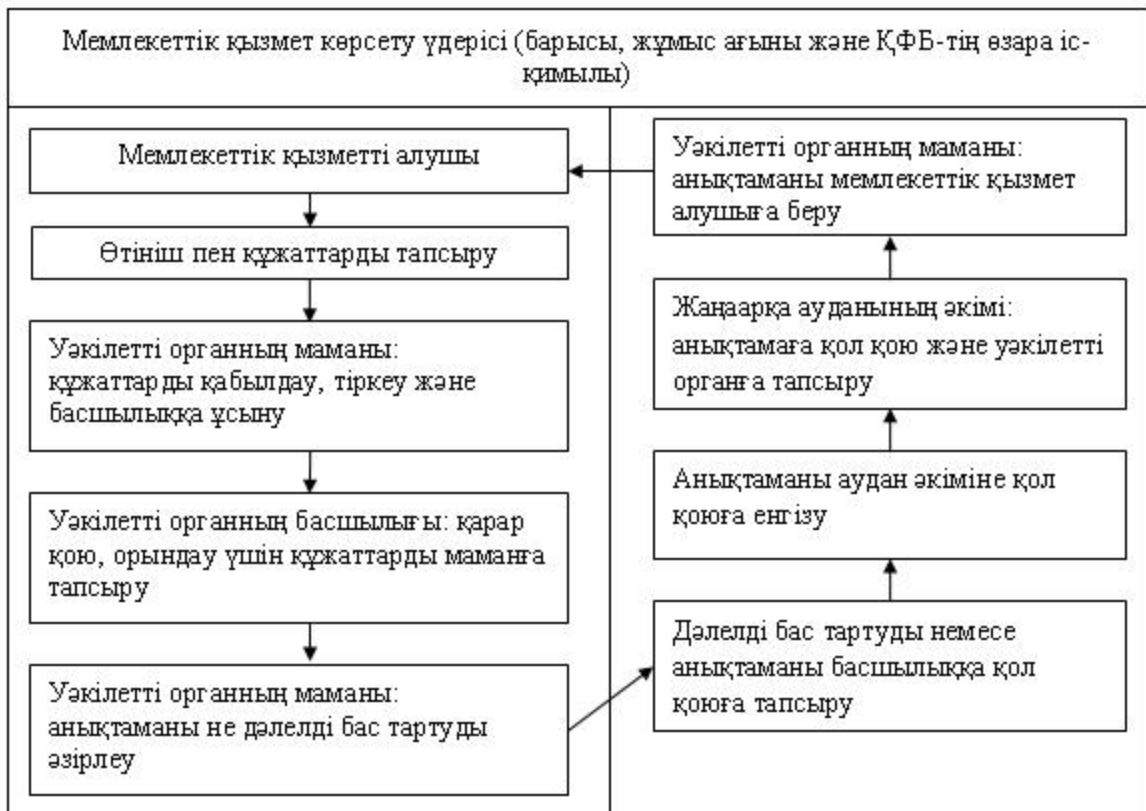 Мемлекеттік қызмет көрсету үдерісі (барысы, жұмыс ағыны және ҚФБ-тің өзара іс-
қимылы)
Мемлекеттік қызметті алушы
Өтініш пен құжаттарды тапсыру
Уәкілетті органның маманы:
құжаттарды қабылдау, тіркеу және
басшылыққа ұсыну
Уәкілетті органның басшылығы: қарар
қою, орындау үшін құжаттарды маманға
тапсыру
Уәкілетті органның маманы:
анықтаманы не дәлелді бас тартуды
әзірлеу
Дәлелді бас тартуды немесе
анықтаманы басшылыққа қол
қоюға тапсыру
Анықтаманы аудан әкіміне қол
қоюға енгізу
Жаңаарқа ауданының әкімі:
анықтамаға қол қою және уәкілетті
органға тапсыру
Уәкілетті органның маманы:
анықтаманы мемлекеттік қызмет
алушыға беру